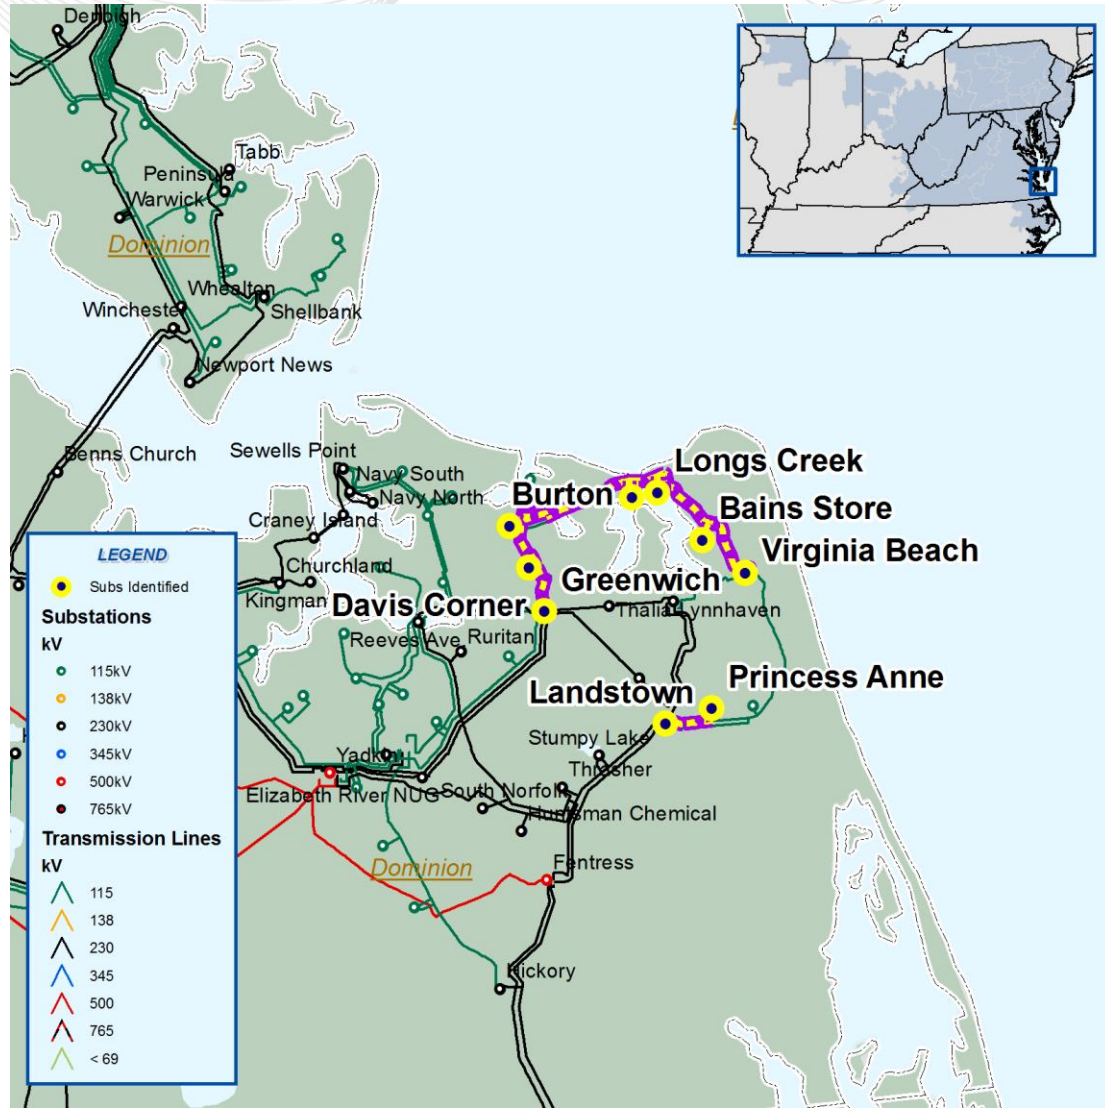 Denbigh
Tabb
Peninsula
Warwick
Dominion
Whealton
Winchester
Shellbank
Newport News
Benns Church
Sewells Point
Navy South
Navy North
Craney Island
Churchland
Kingman
Longs Creek
Burton
Bains Store
Virginia Beach
Greenwich
Thalia
Lynnhaven
Davis Corner
Reeves Ave
Ruritan
Princess Anne
Landstown
Stumpy Lake
Thrasher
Yadkin
Elizabeth River NUG
South Norfolk
Huntsman Chemical
Dominion
Fentress
Hickory
LEGEND
Subs Identified
Substations
kV
115kV
138kV
230kV
345kV
500kV
765kV
Transmission Lines
kV
115
138
230
345
500
765
< 69